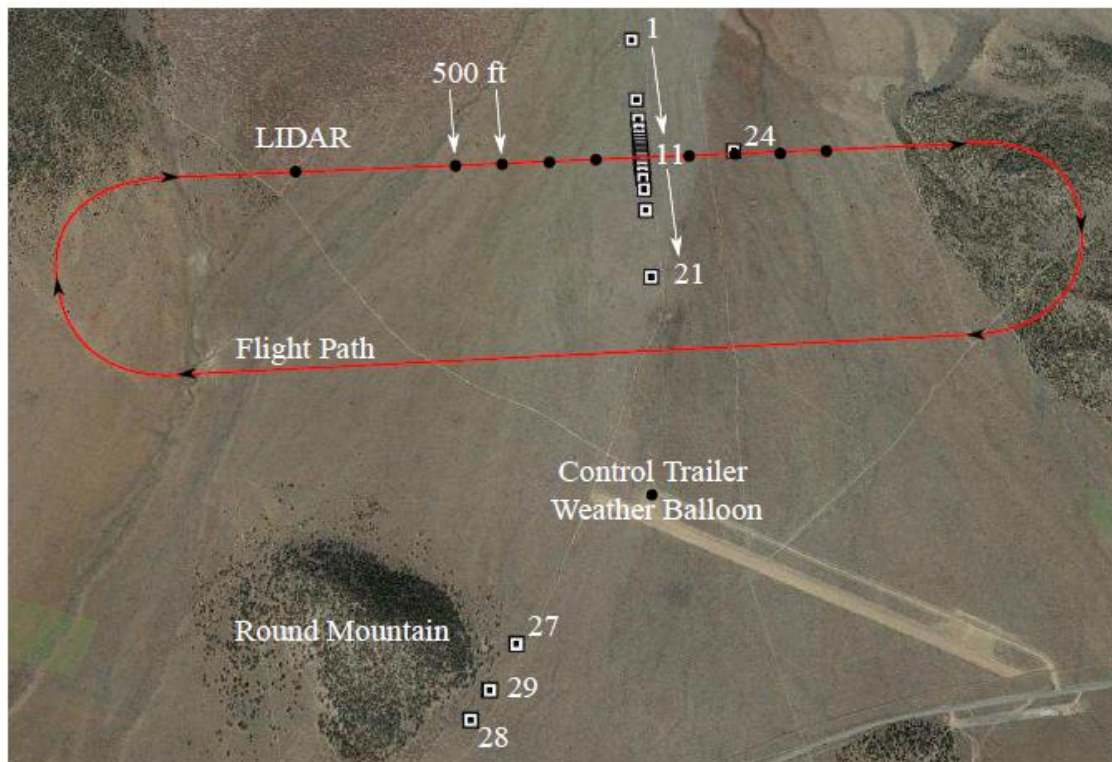 1
500 ft
LIDAR
24
11
21
Flight Path
Control Trailer
Weather Balloon
27
Round Mountain
29
28